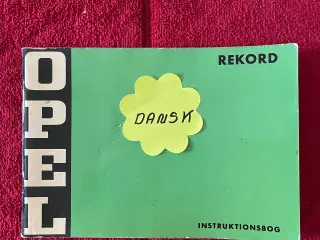 OPEL
REKORD
DANSK
INSTRUKTIONSBOG